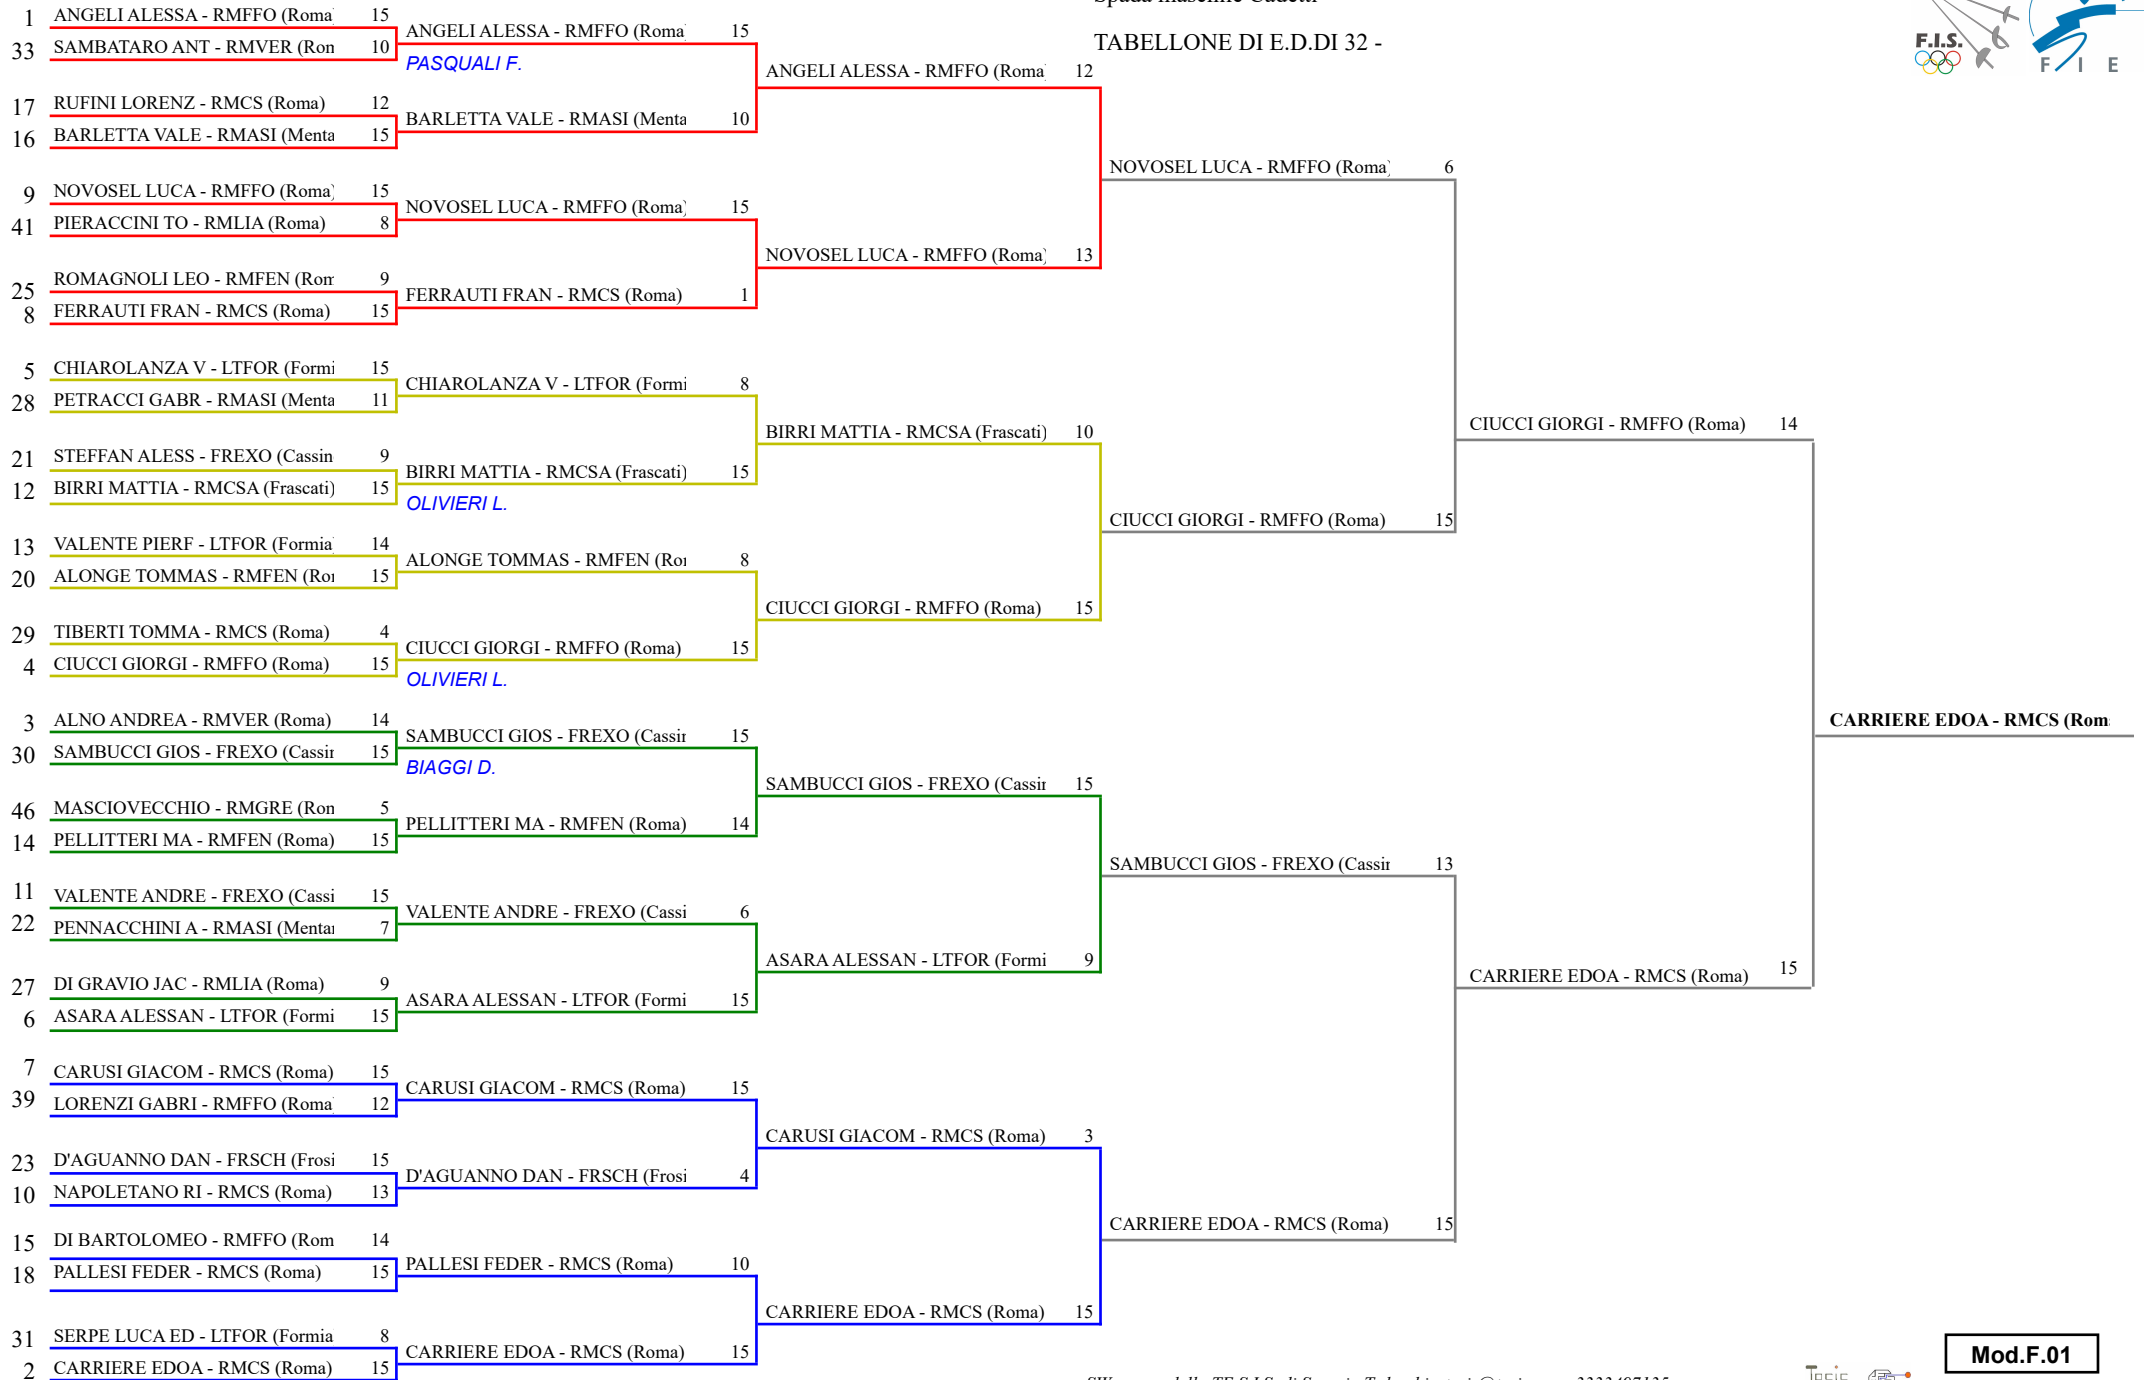 Spada maschile Cadetti
TABELLONE DI E.D.DI 32 -
F.I.S.
F I E
1 ANGELI ALESSA - RMFFO (Roma 15
33 SAMBATARO ANT - RMVER (Ron 10
17 RUFINI LORENZ - RMCS (Roma) 12
16 BARLETTA VALE - RMASI (Menta 15
9 NOVOSEL LUCA - RMFFO (Roma) 15
41 PIERACCINI TO - RMLIA (Roma) 8
25 ROMAGNOLI LEO - RMFEN (Rom 9
8 FERRAUTI FRAN - RMCS (Roma) 15
5 CHIAROLANZA V - LTFOR (Formi 15
28 PETRACCI GABR - RMASI (Menta 11
21 STEFFAN ALESS - FREXO (Cassin 9
12 BIRRI MATTIA - RMCSA (Frascati) 15
13 VALENTE PIERF - LTFOR (Formia 14
20 ALONGE TOMMAS - RMFEN (Roı 15
29 TIBERTI TOMMA - RMCS (Roma) 4
4 CIUCCI GIORGI - RMFFO (Roma) 15
3 ALNO ANDREA - RMVER (Roma) 14
30 SAMBUCCI GIOS - FREXO (Cassir 15
46 MASCIOVECCHIO - RMGRE (Ron 5
14 PELLITTERI MA - RMFEN (Roma) 15
11 VALENTE ANDRE - FREXO (Cassi 15
22 PENNACCHINI A - RMASI (Mentaı 7
27 DI GRAVIO JAC - RMLIA (Roma) 9
6 ASARA ALESSAN - LTFOR (Formi 15
7 CARUSI GIACOM - RMCS (Roma) 15
39 LORENZI GABRI - RMFFO (Roma 12
23 D'AGUANNO DAN - FRSCH (Frosi 15
10 NAPOLETANO RI - RMCS (Roma) 13
15 DI BARTOLOMEO - RMFFO (Rom 14
18 PALLESI FEDER - RMCS (Roma) 15
31 SERPE LUCA ED - LTFOR (Formia 8
2 CARRIERE EDOA - RMCS (Roma) 15
ANGELI ALESSA - RMFFO (Roma 15
PASQUALI F.
BARLETTA VALE - RMASI (Menta 10
NOVOSEL LUCA - RMFFO (Roma) 15
FERRAUTI FRAN - RMCS (Roma) 1
CHIAROLANZA V - LTFOR (Formi 8
BIRRI MATTIA - RMCSA (Frascati) 15
OLIVIERI L.
ALONGE TOMMAS - RMFEN (Roı 8
CIUCCI GIORGI - RMFFO (Roma) 15
OLIVIERI L.
SAMBUCCI GIOS - FREXO (Cassir 15
BIAGGI D.
PELLITTERI MA - RMFEN (Roma) 14
VALENTE ANDRE - FREXO (Cassi 6
ASARA ALESSAN - LTFOR (Formi 15
CARUSI GIACOM - RMCS (Roma) 15
D'AGUANNO DAN - FRSCH (Frosi 4
PALLESI FEDER - RMCS (Roma) 10
CARRIERE EDOA - RMCS (Roma) 15
ANGELI ALESSA - RMFFO (Roma 12
NOVOSEL LUCA - RMFFO (Roma) 13
BIRRI MATTIA - RMCSA (Frascati) 10
CIUCCI GIORGI - RMFFO (Roma) 15
SAMBUCCI GIOS - FREXO (Cassir 15
ASARA ALESSAN - LTFOR (Formi 9
CARUSI GIACOM - RMCS (Roma) 3
CARRIERE EDOA - RMCS (Roma) 15
NOVOSEL LUCA - RMFFO (Roma) 6
CIUCCI GIORGI - RMFFO (Roma) 15
SAMBUCCI GIOS - FREXO (Cassir 13
CARRIERE EDOA - RMCS (Roma) 15
CIUCCI GIORGI - RMFFO (Roma) 14
CARRIERE EDOA - RMCS (Roma) 15
CARRIERE EDOA - RMCS (Rom
Mod.F.01